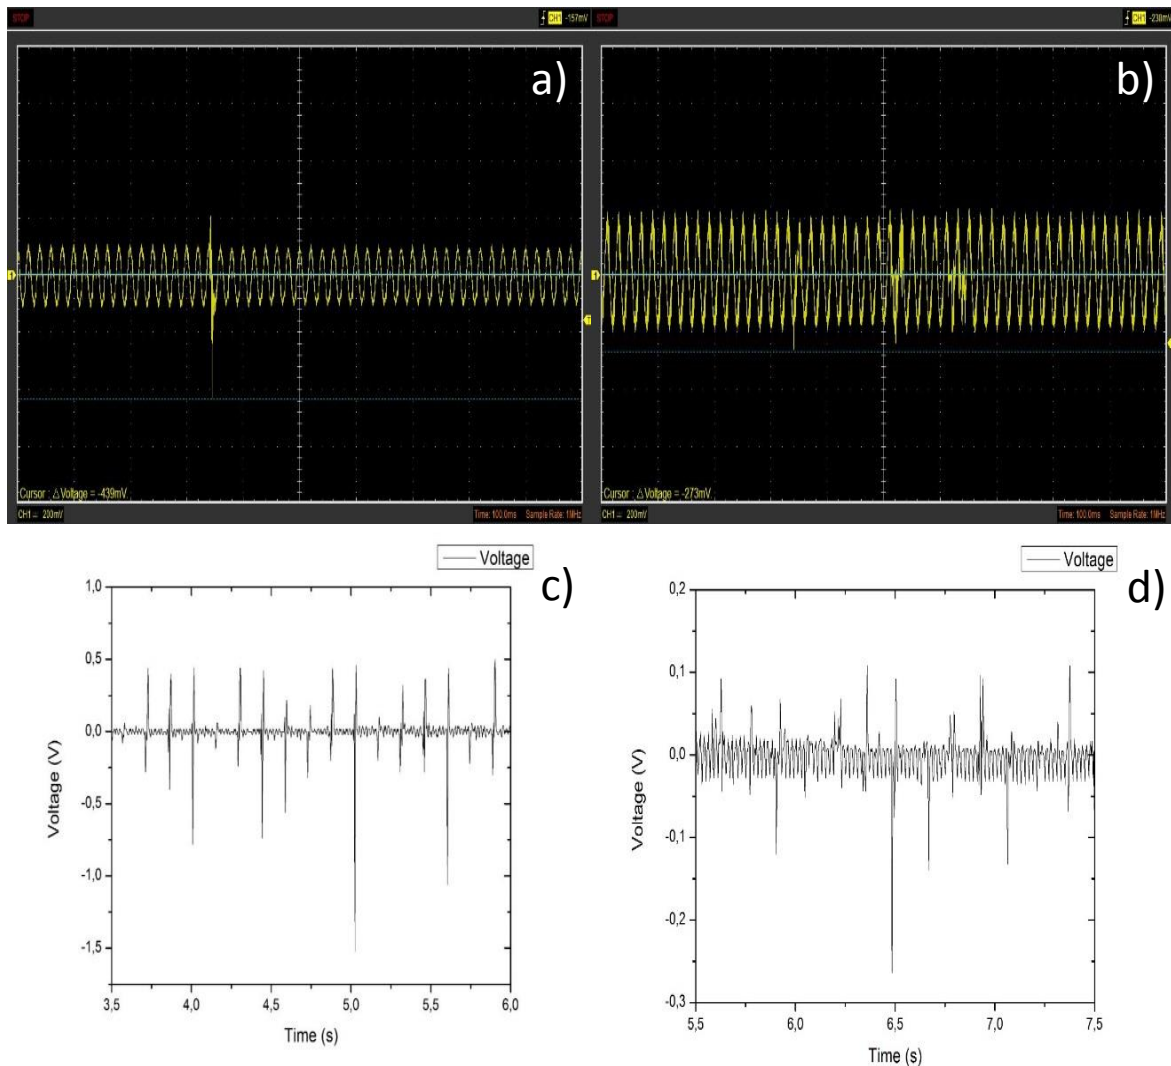 STOP
CH1 -157mV
STOP
CH1 -230mV
a)
b)
1
1
T
Cursor : △Voltage = -439mV
Cursor : △Voltage = -273mV
CH1 200mV
Time: 100.0ms Sample Rate: 1MHz
CH1 200mV
Time: 100.0ms Sample Rate: 1MHz
Voltage
Voltage
c)
d)
1,0
0,5
0,0
-0,5
-1,0
-1,5
Voltage (V)
3,5 4,0 4,5 5,0 5,5 6,0
Time (s)
0,2
0,1
0,0
-0,1
-0,2
-0,3
Voltage (V)
5,5 6,0 6,5 7,0 7,5
Time (s)